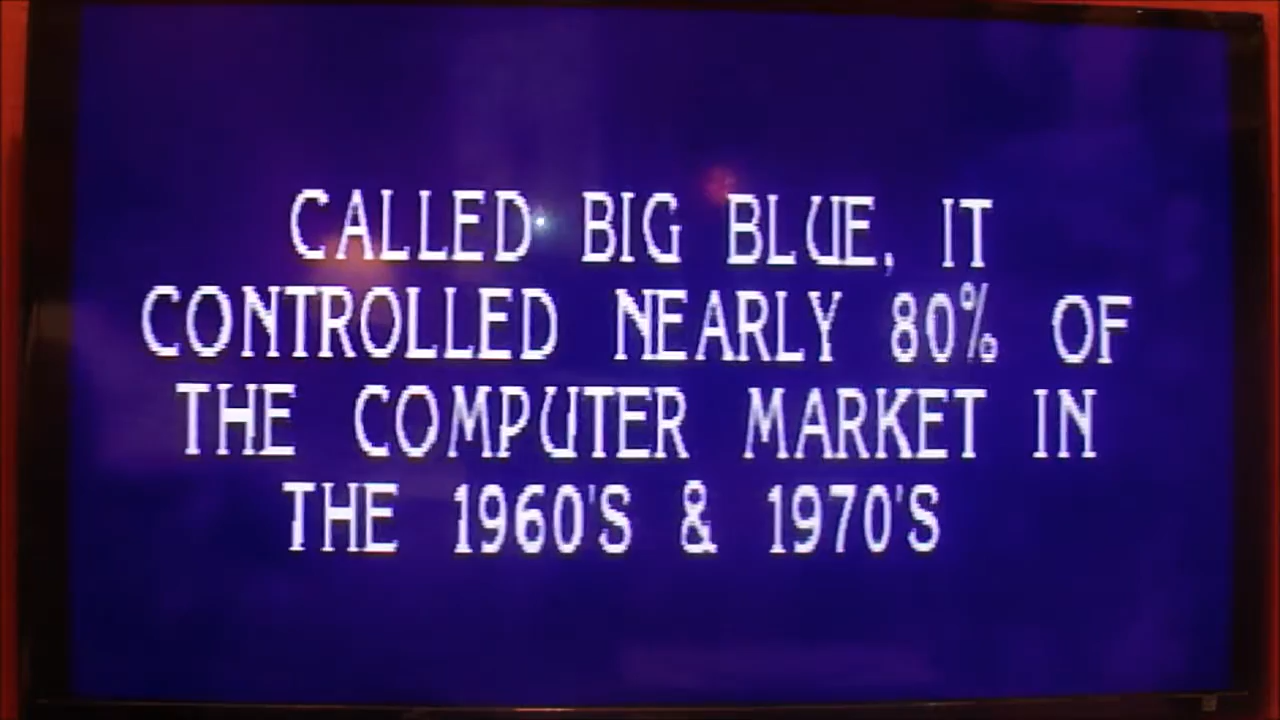 CALLED BIG BLUE, IT
CONTROLLED NEARLY 80% OF
THE COMPUTER MARKET IN
THE 1960'S & 1970'S